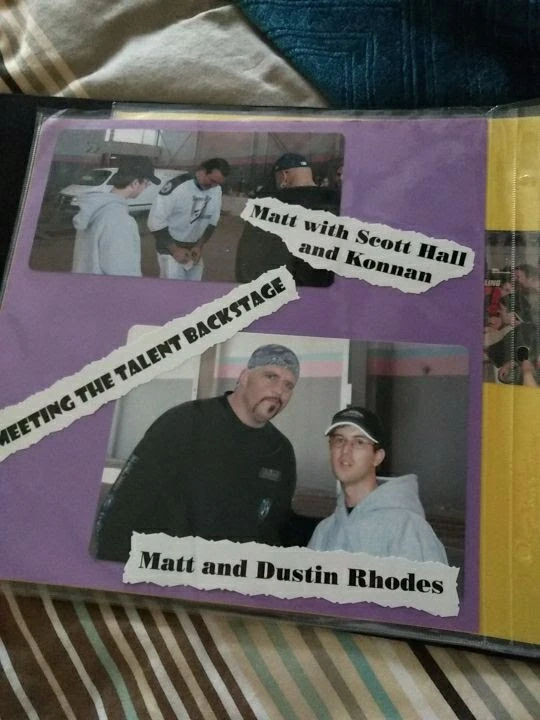 Matt with Scott Hall
and Konnan
MEETING THE TALENT BACKSTAGE
Matt and Dustin Rhodes